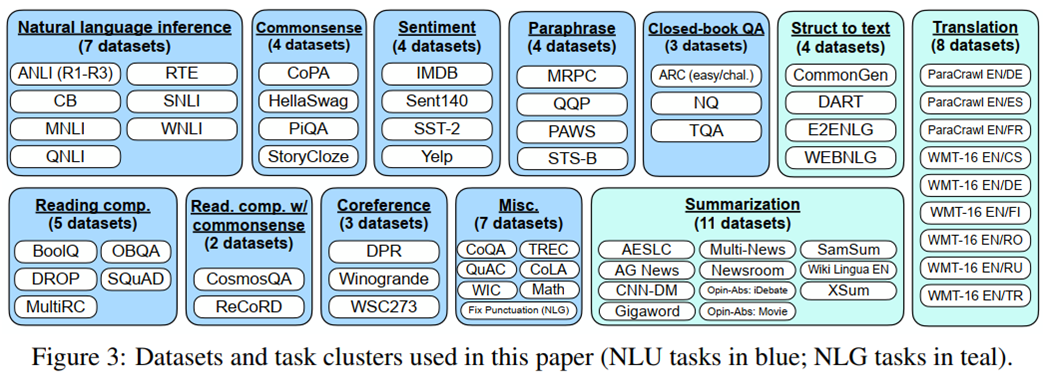 Natural language inference
(7 datasets)
ANLI (R1-R3)
RTE
CB
SNLI
MNLI
WNLI
QNLI
Commonsense
(4 datasets)
CoPA
HellaSwag
PiQA
StoryCloze
Sentiment
(4 datasets)
IMDB
Sent140
SST-2
Yelp
Paraphrase
(4 datasets)
MRPC
QQP
PAWS
STS-B
Closed-book QA
(3 datasets)
ARC (easy/chal.)
NQ
TQA
Struct to text
(4 datasets)
CommonGen
DART
E2ENLG
WEBNLG
Translation
(8 datasets)
ParaCrawl EN/DE
ParaCrawl EN/ES
ParaCrawl EN/FR
WMT-16 EN/CS
WMT-16 EN/DE
WMT-16 EN/FI
WMT-16 EN/RO
WMT-16 EN/RU
WMT-16 EN/TR
Reading comp.
(5 datasets)
BoolQ
OBQA
DROP
SQuAD
MultiRC
Read. comp. w/
commonsense
(2 datasets)
CosmosQA
ReCoRD
Coreference
(3 datasets)
DPR
Winogrande
WSC273
Misc.
(7 datasets)
CoQA
TREC
QuAC
CoLA
WIC
Math
Fix Punctuation (NLG)
Summarization
(11 datasets)
AESLC
Multi-News
SamSum
AG News
Newsroom
Wiki Lingua EN
CNN-DM
Opin-Abs: iDebate
XSum
Gigaword
Opin-Abs: Movie
Figure 3: Datasets and task clusters used in this paper (NLU tasks in blue; NLG tasks in teal).